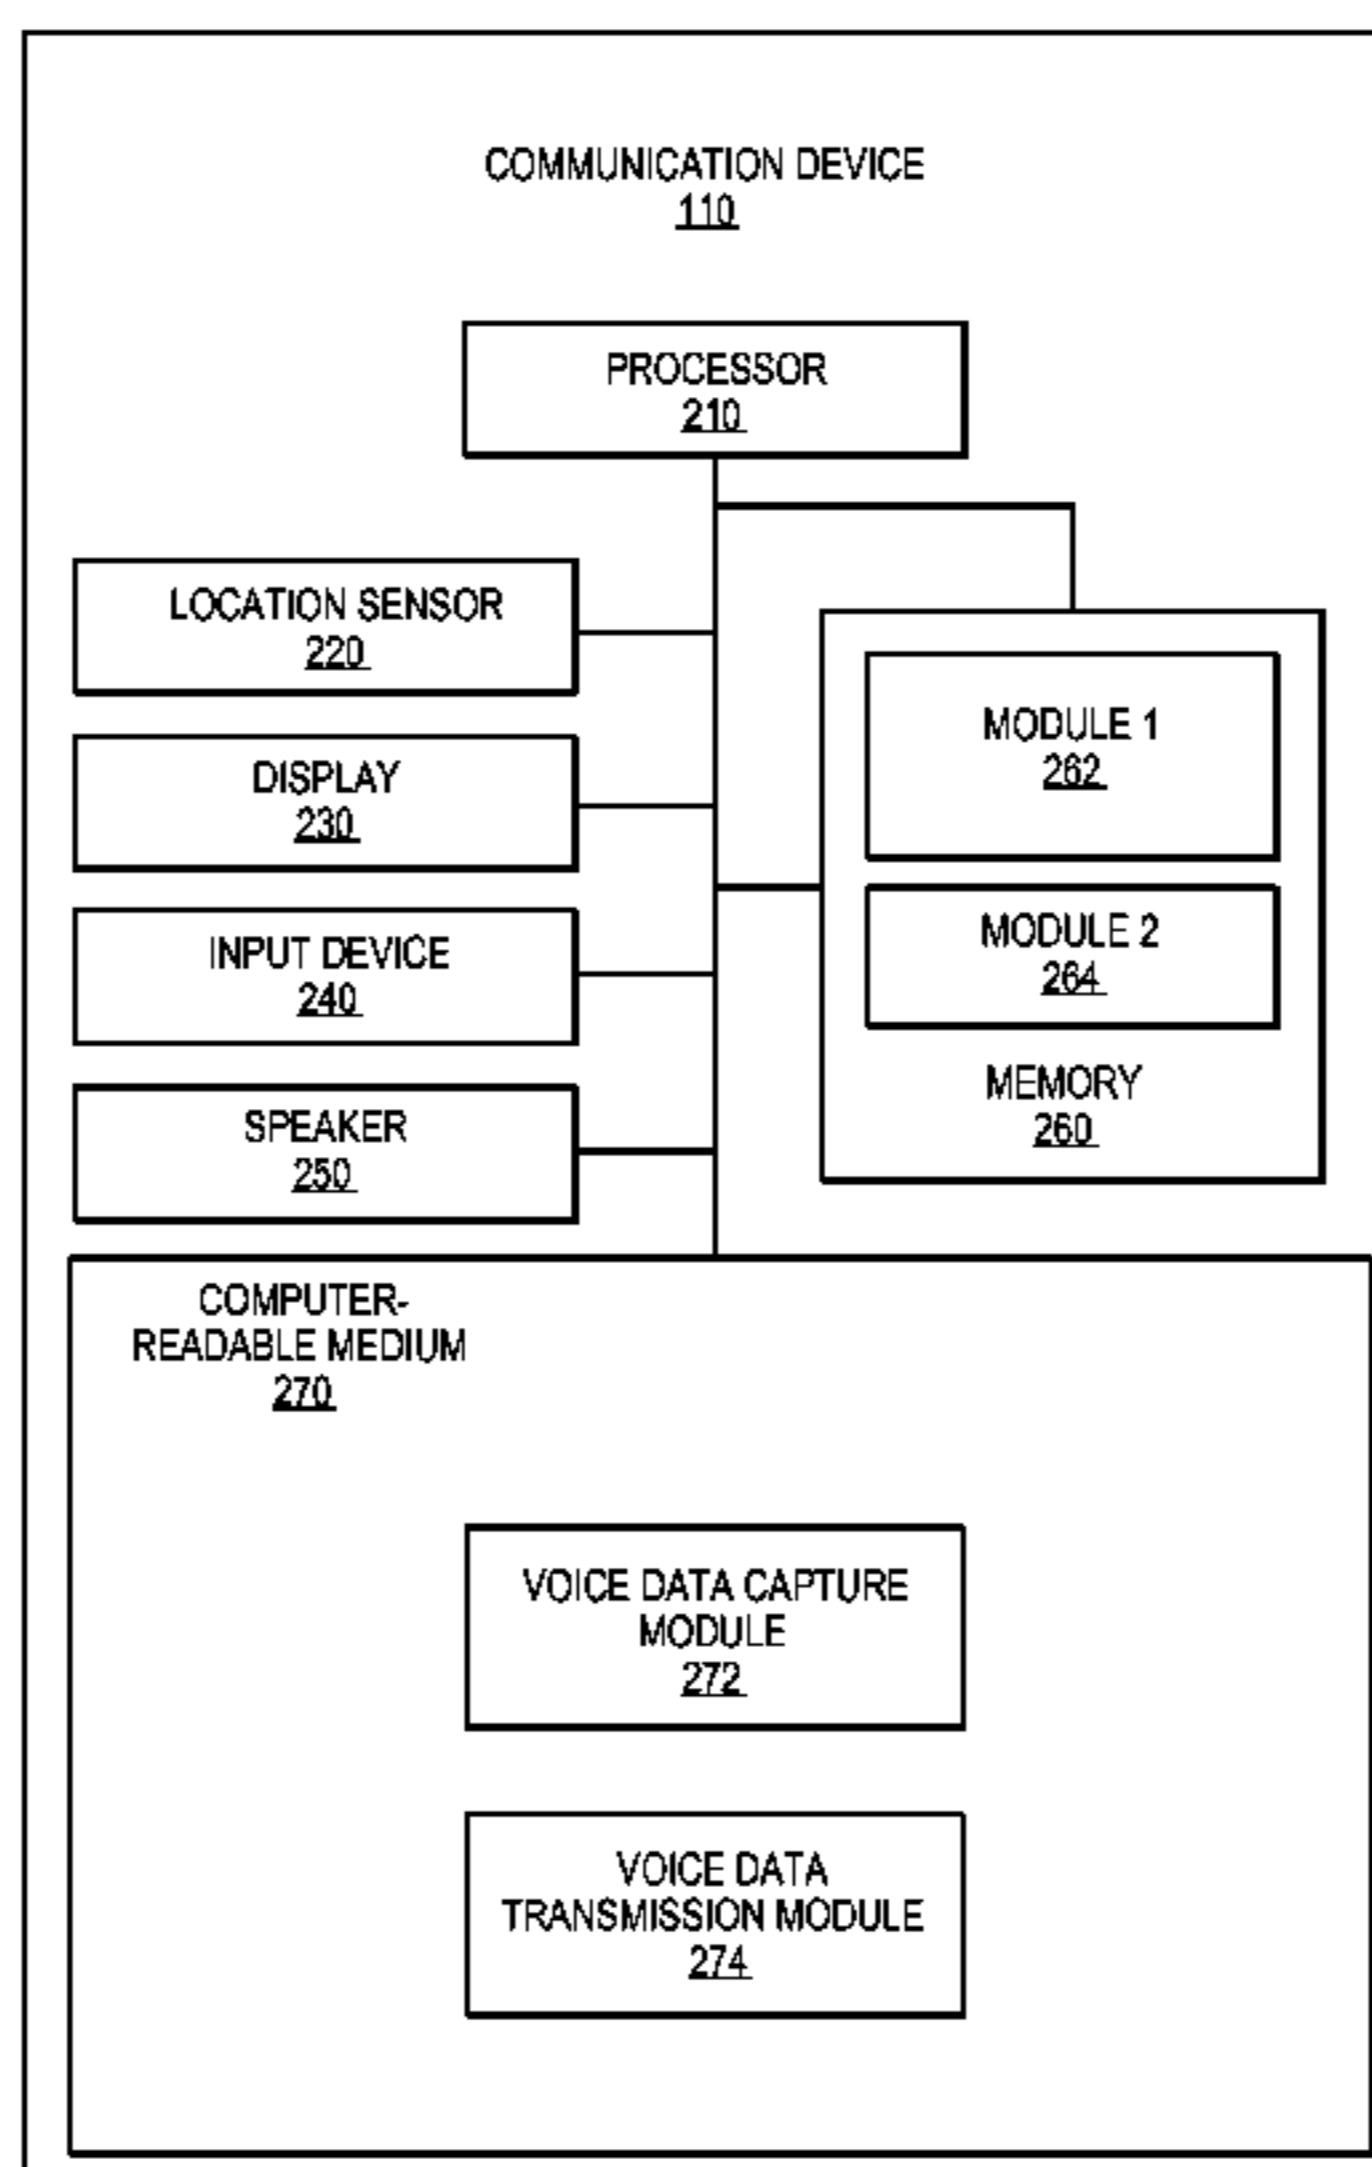 COMMUNICATION DEVICE
110
PROCESSOR
210
LOCATION SENSOR
220
DISPLAY
230
INPUT DEVICE
240
SPEAKER
250
MODULE 1
262
MODULE 2
264
MEMORY
260
COMPUTER-
READABLE MEDIUM
270
VOICE DATA CAPTURE
MODULE
272
VOICE DATA
TRANSMISSION MODULE
274